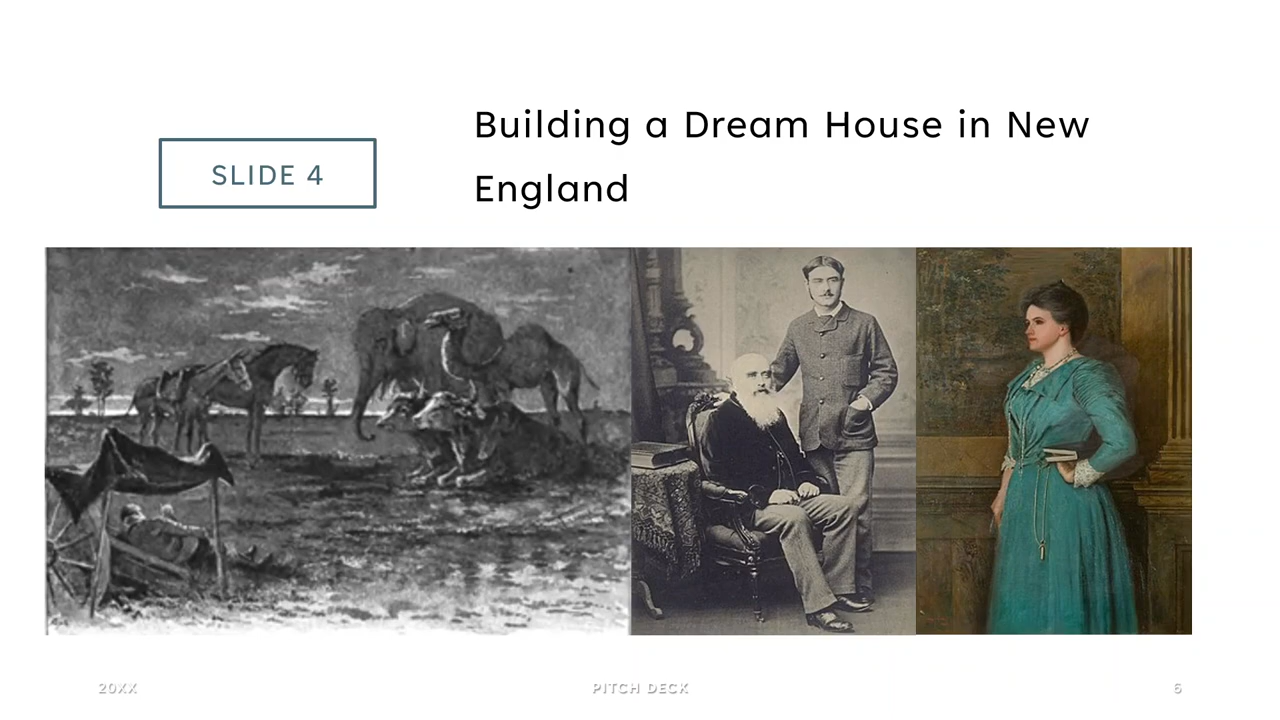 SLIDE 4
Building a Dream House in New
England
20XX
PITCH DECK
6